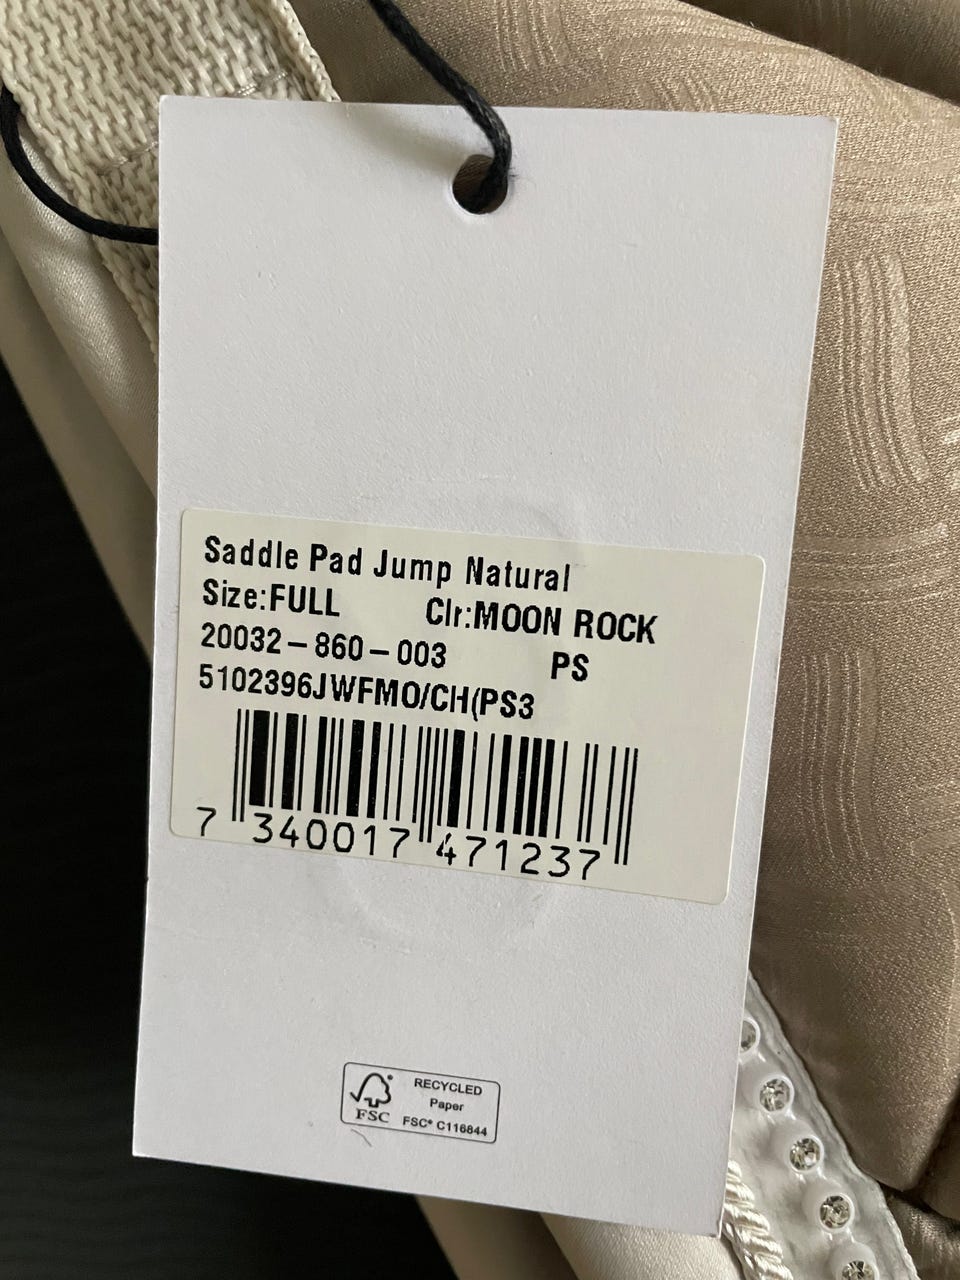 Saddle Pad Jump Natural
Size:FULL Clr:MOON ROCK
20032-860-003 PS
5102396JWFMO/CH(PS3
7 340017 471237
RECYCLED
Paper
FSC FSC® C116844